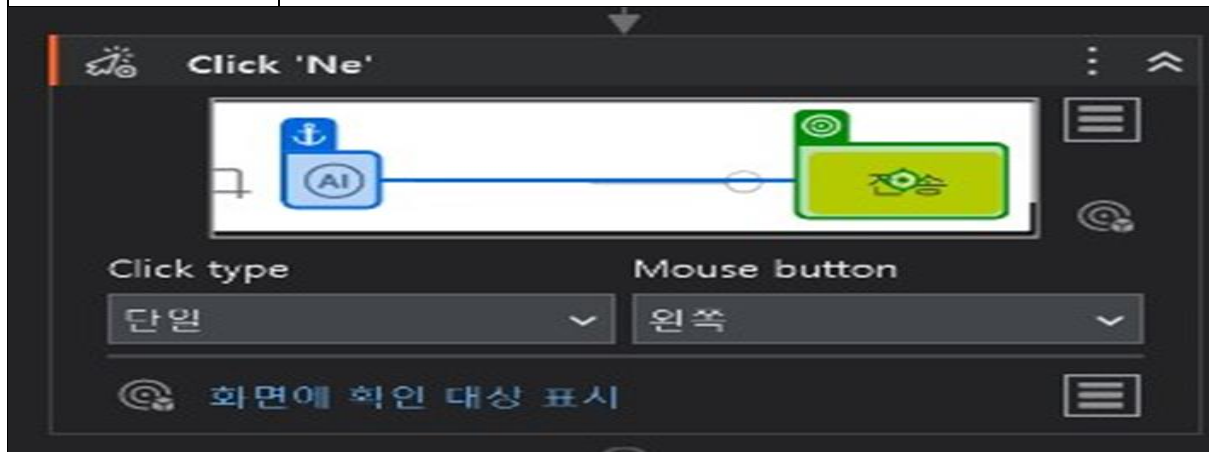 Click 'Ne'
AI
전송
Click type
Mouse button
단일
왼쪽
화면에 확인 대상 표시